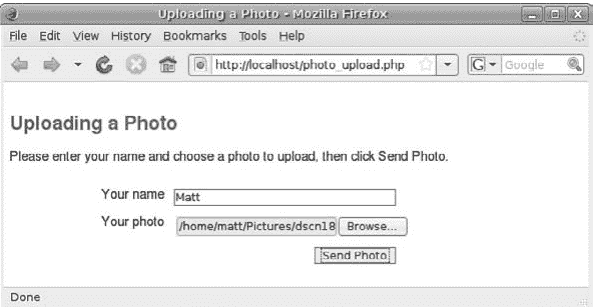 Uploading a Photo - Mozilla Firefox
File Edit View History Bookmarks Tools Help
http://localhost/photo_upload.php G Google
Uploading a Photo
Please enter your name and choose a photo to upload, then click Send Photo.
Your name Matt
Your photo /home/matt/Pictures/dscn18 Browse...
Send Photo
Done